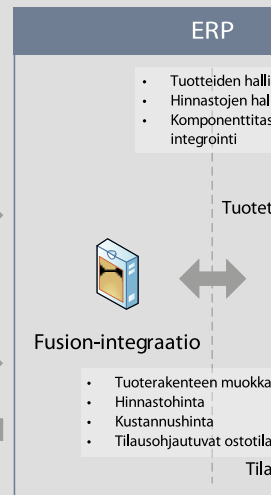 ERP
• Tuotteiden halli
• Hinnastojen hal
• Komponenttitas
integrointi
Tuotet
Fusion-integraatio
• Tuoterakenteen muokka
• Hinnastohinta
• Kustannushinta
• Tilausohjautuvat ostotila
Tila